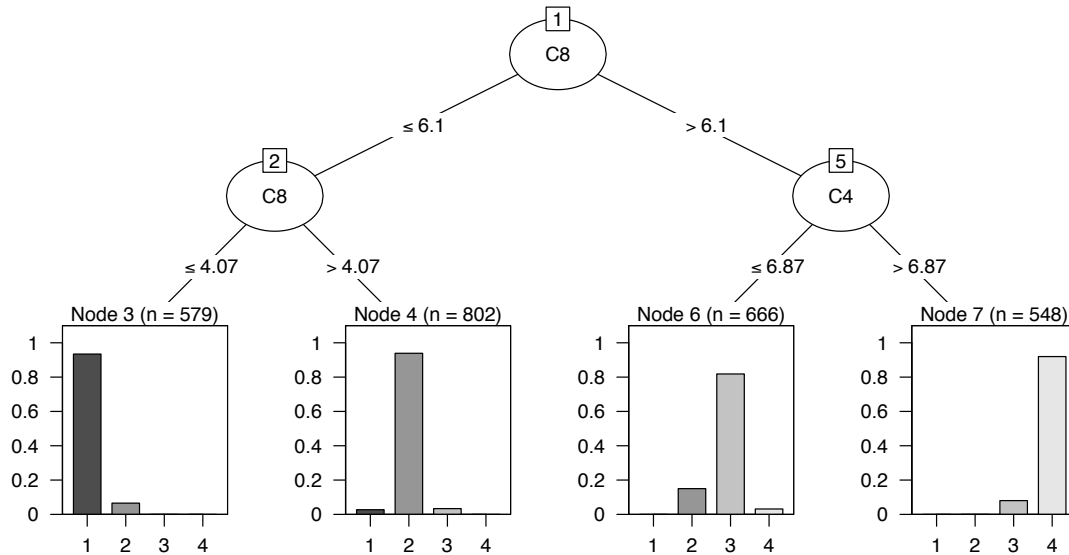 1
C8
≤ 6.1 > 6.1
2 5
C8 C4
≤ 4.07 > 4.07 ≤ 6.87 > 6.87
Node 3 (n = 579) Node 4 (n = 802) Node 6 (n = 666) Node 7 (n = 548)
1 1 1 1
0.8 0.8 0.8 0.8
0.6 0.6 0.6 0.6
0.4 0.4 0.4 0.4
0.2 0.2 0.2 0.2
0 0 0 0
1 2 3 4 1 2 3 4 1 2 3 4 1 2 3 4